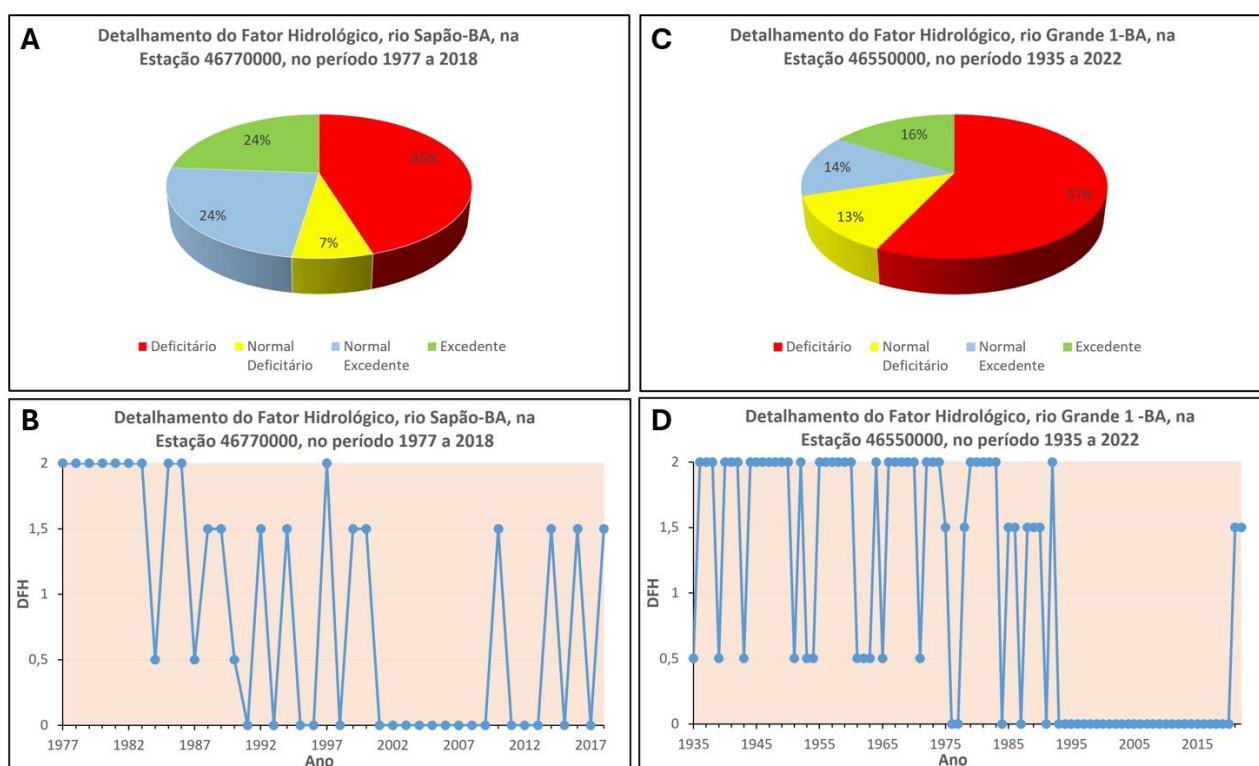 A
Detalhamento do Fator Hidrológico, rio Sapão-BA, na
Estação 46770000, no período 1977 a 2018
24%
45%
24%
7%
Deficitário
Normal
Deficitário
Normal
Excedente
Excedente
C
Detalhamento do Fator Hidrológico, rio Grande 1-BA, na
Estação 46550000, no período 1935 a 2022
16%
14%
57%
13%
Deficitário
Normal
Deficitário
Normal
Excedente
Excedente
B
Detalhamento do Fator Hidrológico, rio Sapão-BA, na
Estação 46770000, no período 1977 a 2018
2
1,5
1
0,5
0
DFH
1977 1982 1987 1992 1997 2002 2007 2012 2017
Ano
D
Detalhamento do Fator Hidrológico, rio Grande 1 -BA, na
Estação 46550000, no período 1935 a 2022
2
1,5
1
0,5
0
DFH
1935 1945 1955 1965 1975 1985 1995 2005 2015
Ano